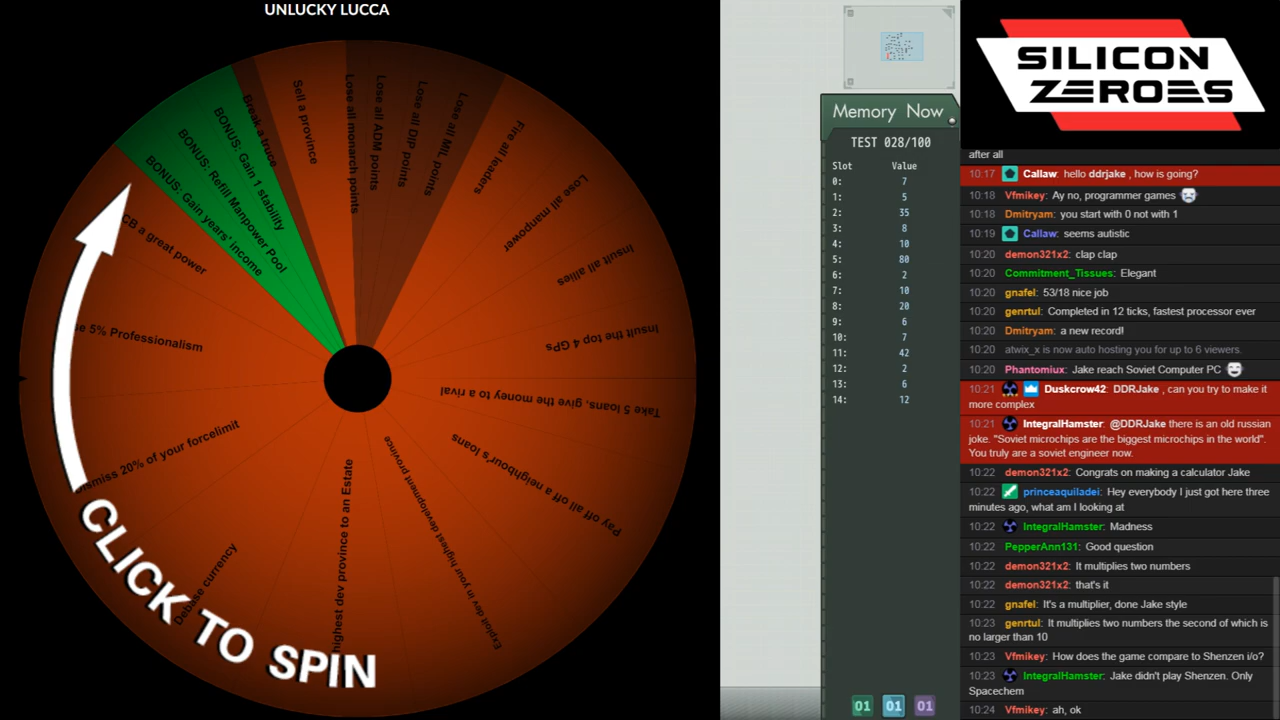 UNLUCKY LUCCA
BONUS: Gain years' income
BONUS: Refill Manpower Pool
BONUS: Gain 1 stability
Break a truce
Sell a province
Lose all monarch points
Lose all ADM points
Lose all DIP points
Lose all MIL points
Fire all leaders
Lose all manpower
Insult all allies
Insult the top 4 GPs
Take 5 loans, give the money to a rival
Pay off all off a neighbour's loans
Exploit dev in your highest development province
highest dev province to an Estate
Debase currency
Dismiss 20% of your forcelimit
5% Professionalism
CB a great power
CLICK TO SPIN
Memory Now
TEST 028/100
Slot Value
0: 7
1: 5
2: 35
3: 8
4: 10
5: 80
6: 2
7: 10
8: 20
9: 6
10: 7
11: 42
12: 2
13: 6
14: 12
01 01 01
SILICON
ZEROES
after all
10:17 Callaw: hello ddrjake , how is going?
10:18 Vfmikey: Ay no, programmer games
10:18 Dmitryam: you start with 0 not with 1
10:19 Callaw: seems autistic
10:20 demon321x2: clap clap
10:20 Commitment_Tissues: Elegant
10:20 gnafel: 53/18 nice job
10:20 genrtul: Completed in 12 ticks, fastest processor ever
10:20 Dmitryam: a new record!
10:20 atwix_x is now auto hosting you for up to 6 viewers.
10:20 Phantomiux: Jake reach Soviet Computer PC
10:21 Duskcrow42: DDRJake , can you try to make it
more complex
10:21 IntegralHamster: @DDRJake there is an old russian
joke. "Soviet microchips are the biggest microchips in the world".
You truly are a soviet engineer now.
10:22 demon321x2: Congrats on making a calculator Jake
10:22 princeaquiladei: Hey everybody I just got here three
minutes ago, what am I looking at
10:22 IntegralHamster: Madness
10:22 PepperAnn131: Good question
10:22 demon321x2: It multiplies two numbers
10:22 demon321x2: that's it
10:22 gnafel: It's a multiplier, done Jake style
10:23 genrtul: It multiplies two numbers the second of which is
no larger than 10
10:23 Vfmikey: How does the game compare to Shenzen i/o?
10:23 IntegralHamster: Jake didn't play Shenzen. Only
Spacechem
10:24 Vfmikey: ah, ok